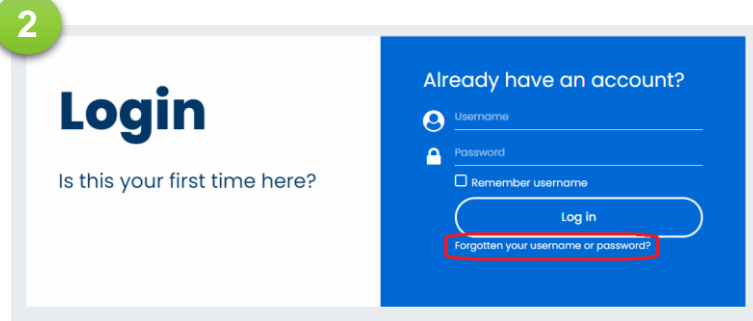 2
Login
Is this your first time here?
Already have an account?
Username
Password
Remember username
Log in
Forgotten your username or password?